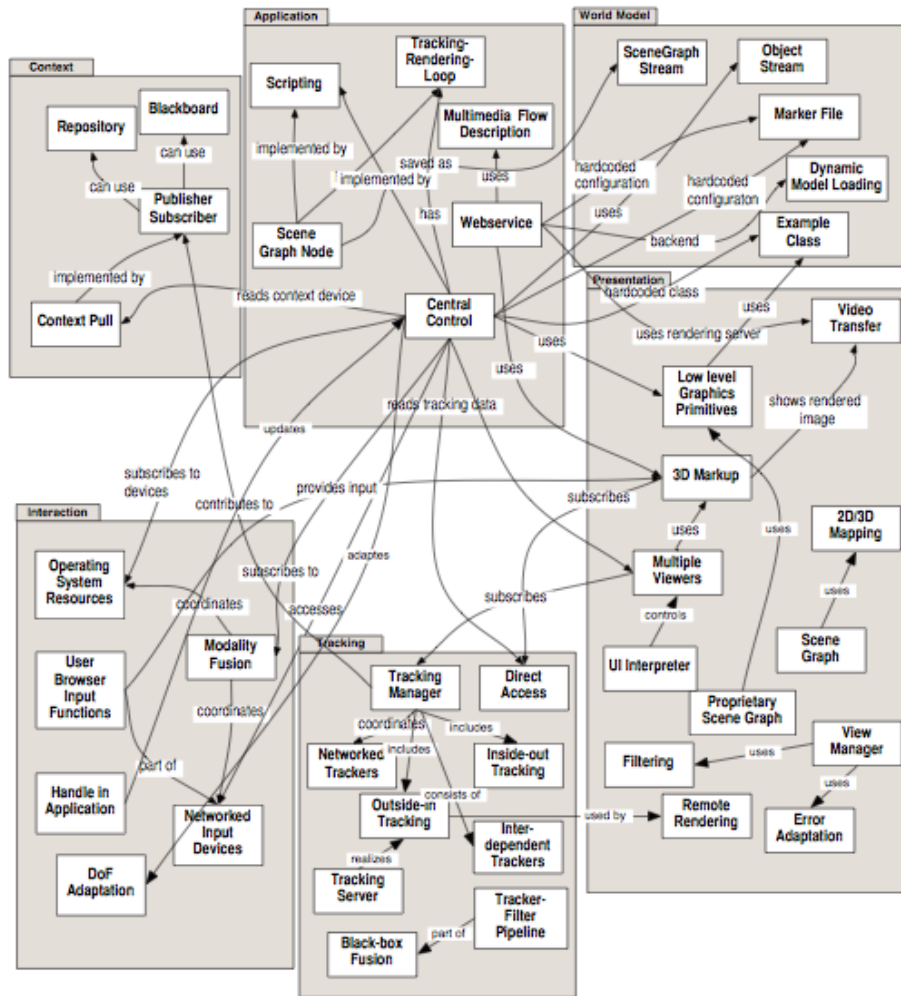 Application
World Model
Context
Presentation
Interaction
Tracking
Repository
Blackboard
can use
can use
Publisher
Subscriber
implemented by
Context Pull
Scripting
Tracking-
Rendering-
Loop
Multimedia Flow
Description
implemented by
saved as
implemented by
uses
has
Scene
Graph Node
Webservice
reads context device
Central
Control
reads tracking data
SceneGraph
Stream
Object
Stream
Marker File
hardcoded
configuration
hardcoded
configuraton
Dynamic
Model Loading
uses
backend
Example
Class
hardcoded class
uses
uses
uses rendering server
Video
Transfer
uses
Low level
Graphics
Primitives
shows rendered
image
updates
3D Markup
subscribes to
devices
contributes to
provides input
subscribes
uses
uses
2D/3D
Mapping
Multiple
Viewers
uses
controls
subscribes
UI Interpreter
Scene
Graph
Proprietary
Scene Graph
View
Manager
uses
Filtering
uses
Error
Adaptation
Remote
Rendering
used by
Operating
System
Resources
coordinates
subscribes to
adaptes
accesses
Modality
Fusion
User
Browser
Input
Functions
coordinates
part of
Handle in
Application
Networked
Input
Devices
DoF
Adaptation
Tracking
Manager
Direct
Access
coordinates
includes
includes
Networked
Trackers
Inside-out
Tracking
consists of
Outside-in
Tracking
Inter-
dependent
Trackers
realizes
Tracking
Server
Tracker-
Filter
Pipeline
part of
Black-box
Fusion